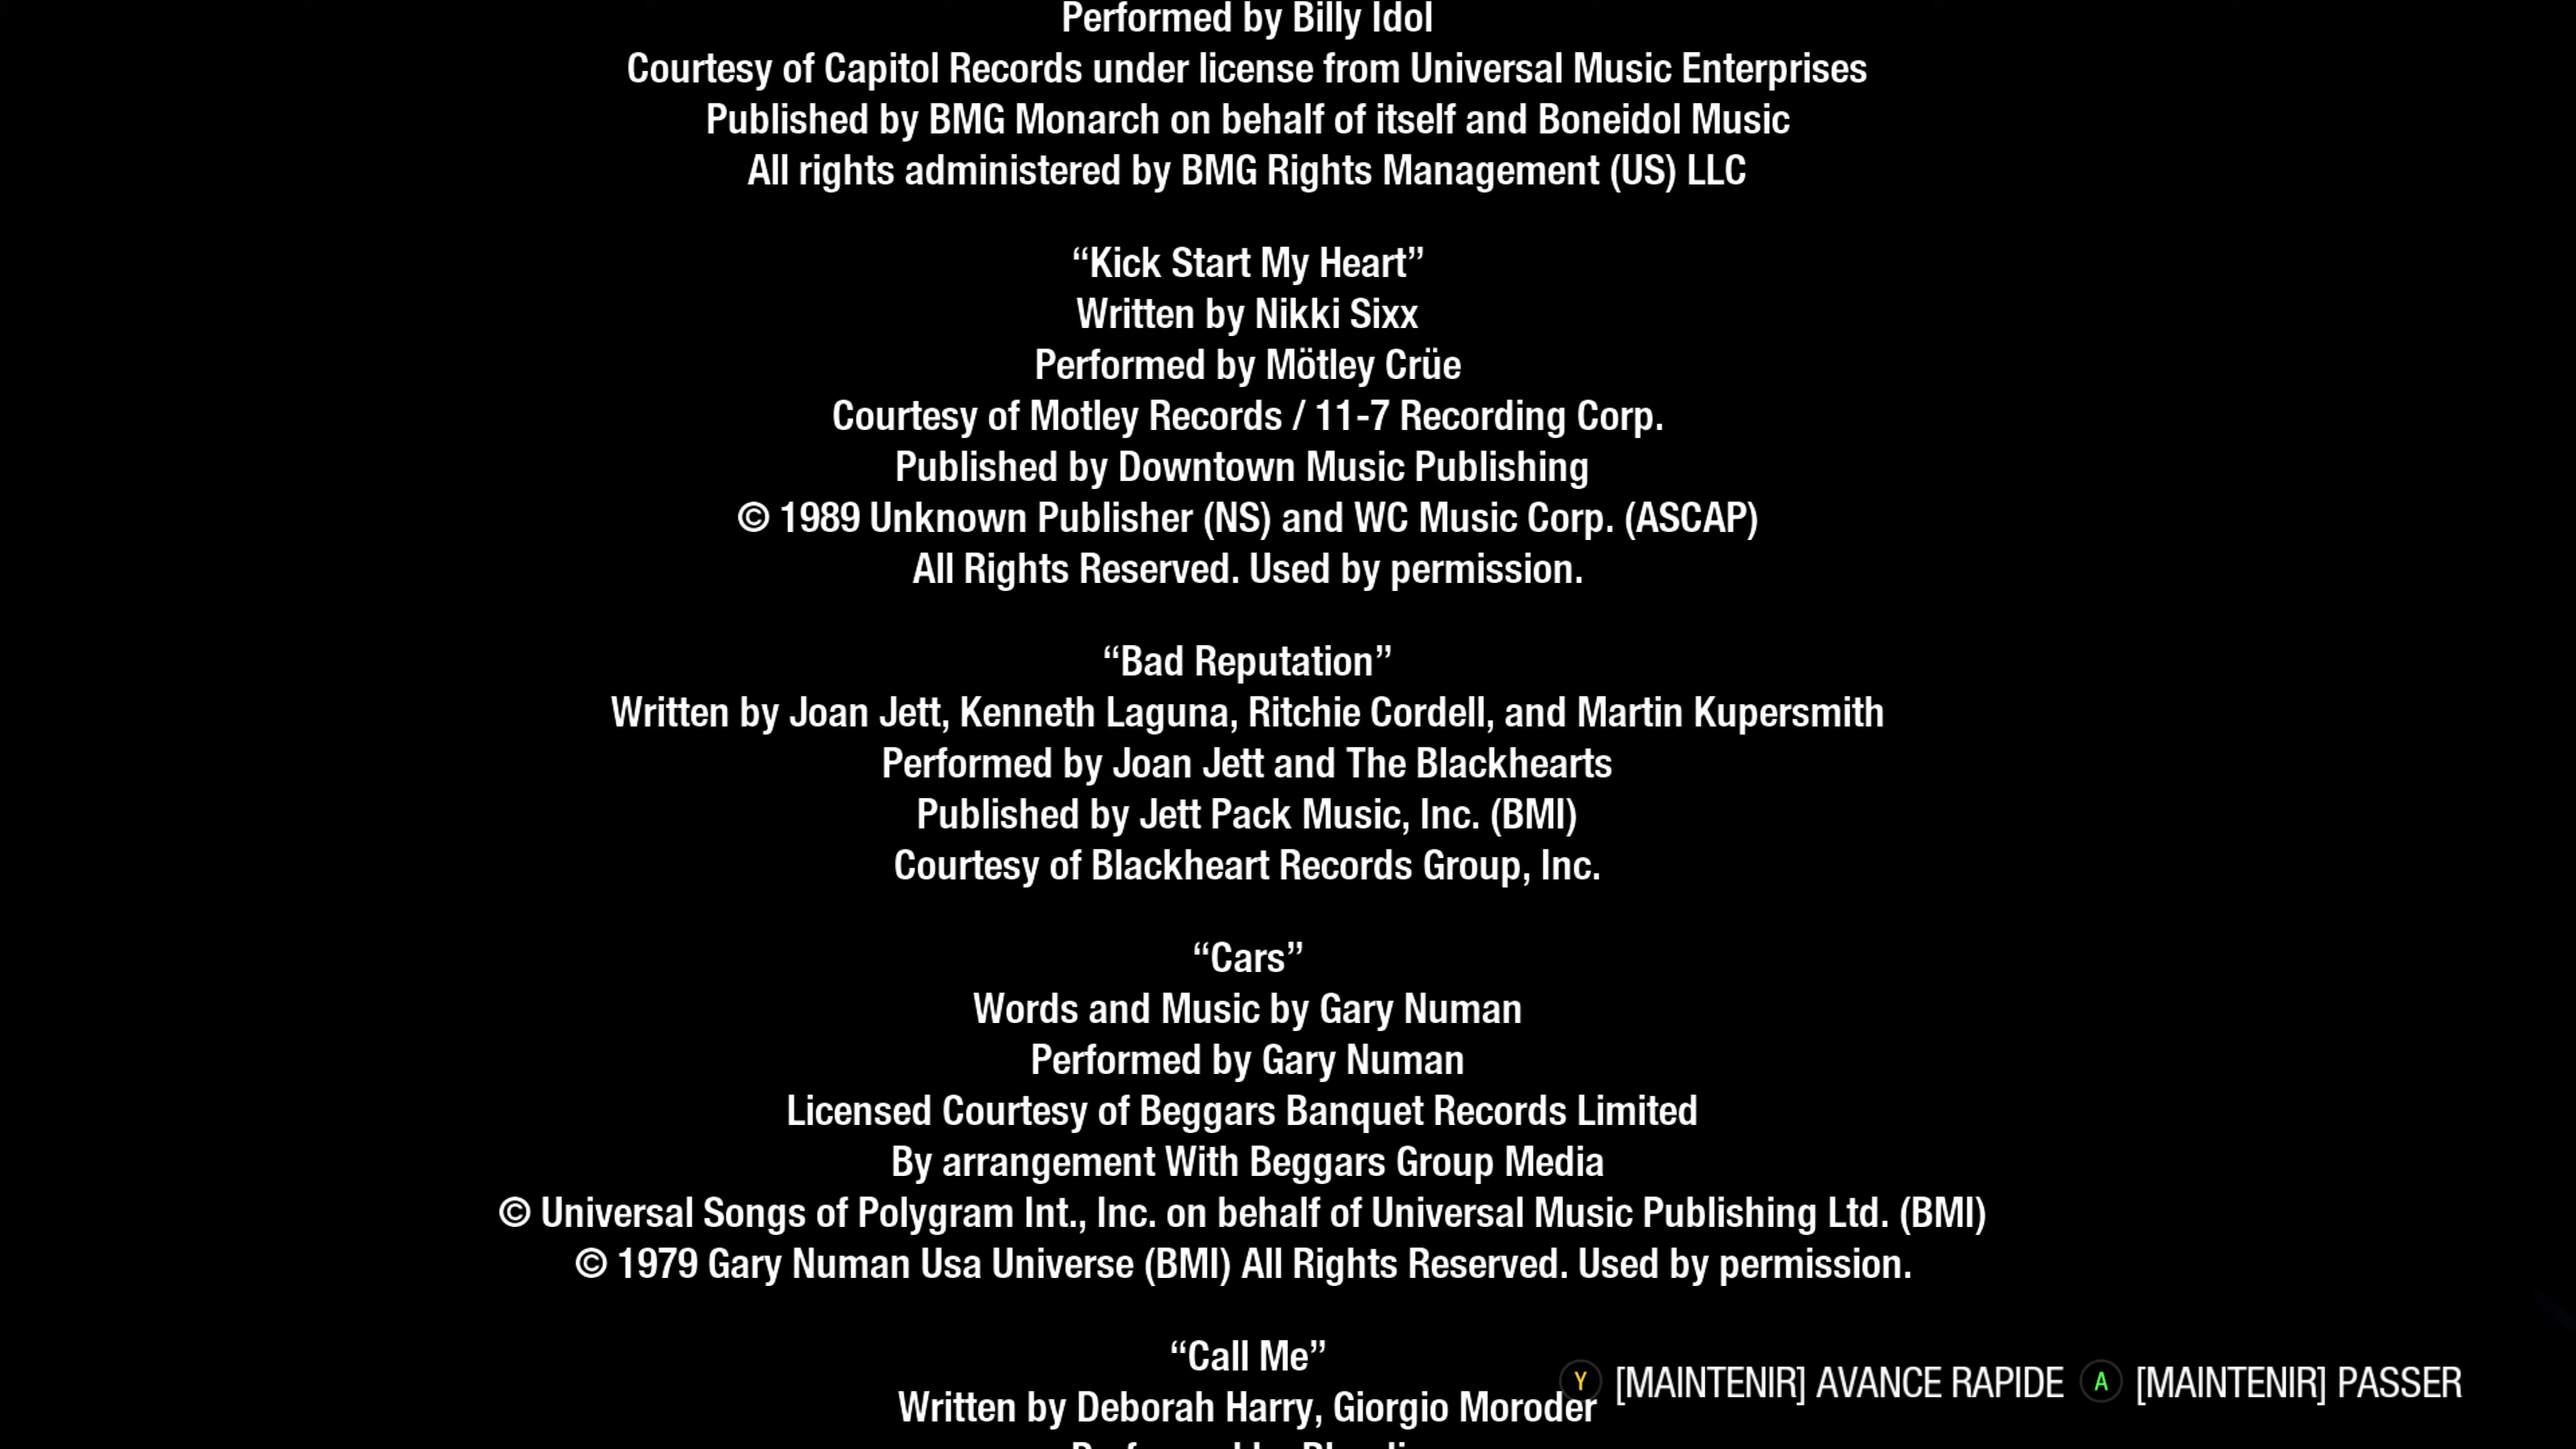 Performed by Billy Idol
Courtesy of Capitol Records under license from Universal Music Enterprises
Published by BMG Monarch on behalf of itself and Boneidol Music
All rights administered by BMG Rights Management (US) LLC
“Kick Start My Heart”
Written by Nikki Sixx
Performed by Mötley Crüe
Courtesy of Motley Records / 11-7 Recording Corp.
Published by Downtown Music Publishing
© 1989 Unknown Publisher (NS) and WC Music Corp. (ASCAP)
All Rights Reserved. Used by permission.
“Bad Reputation”
Written by Joan Jett, Kenneth Laguna, Ritchie Cordell, and Martin Kupersmith
Performed by Joan Jett and The Blackhearts
Published by Jett Pack Music, Inc. (BMI)
Courtesy of Blackheart Records Group, Inc.
“Cars”
Words and Music by Gary Numan
Performed by Gary Numan
Licensed Courtesy of Beggars Banquet Records Limited
By arrangement With Beggars Group Media
© Universal Songs of Polygram Int., Inc. on behalf of Universal Music Publishing Ltd. (BMI)
© 1979 Gary Numan Usa Universe (BMI) All Rights Reserved. Used by permission.
“Call Me”
Y [MAINTENIR] AVANCE RAPIDE A [MAINTENIR] PASSER
Written by Deborah Harry, Giorgio Moroder